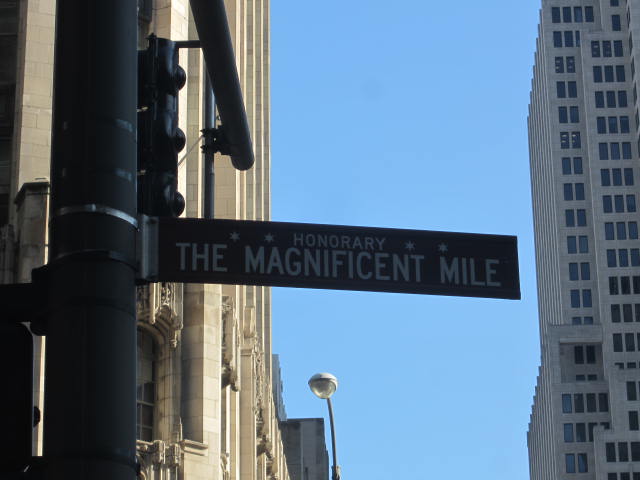 HONORARY
THE MAGNIFICENT MILE